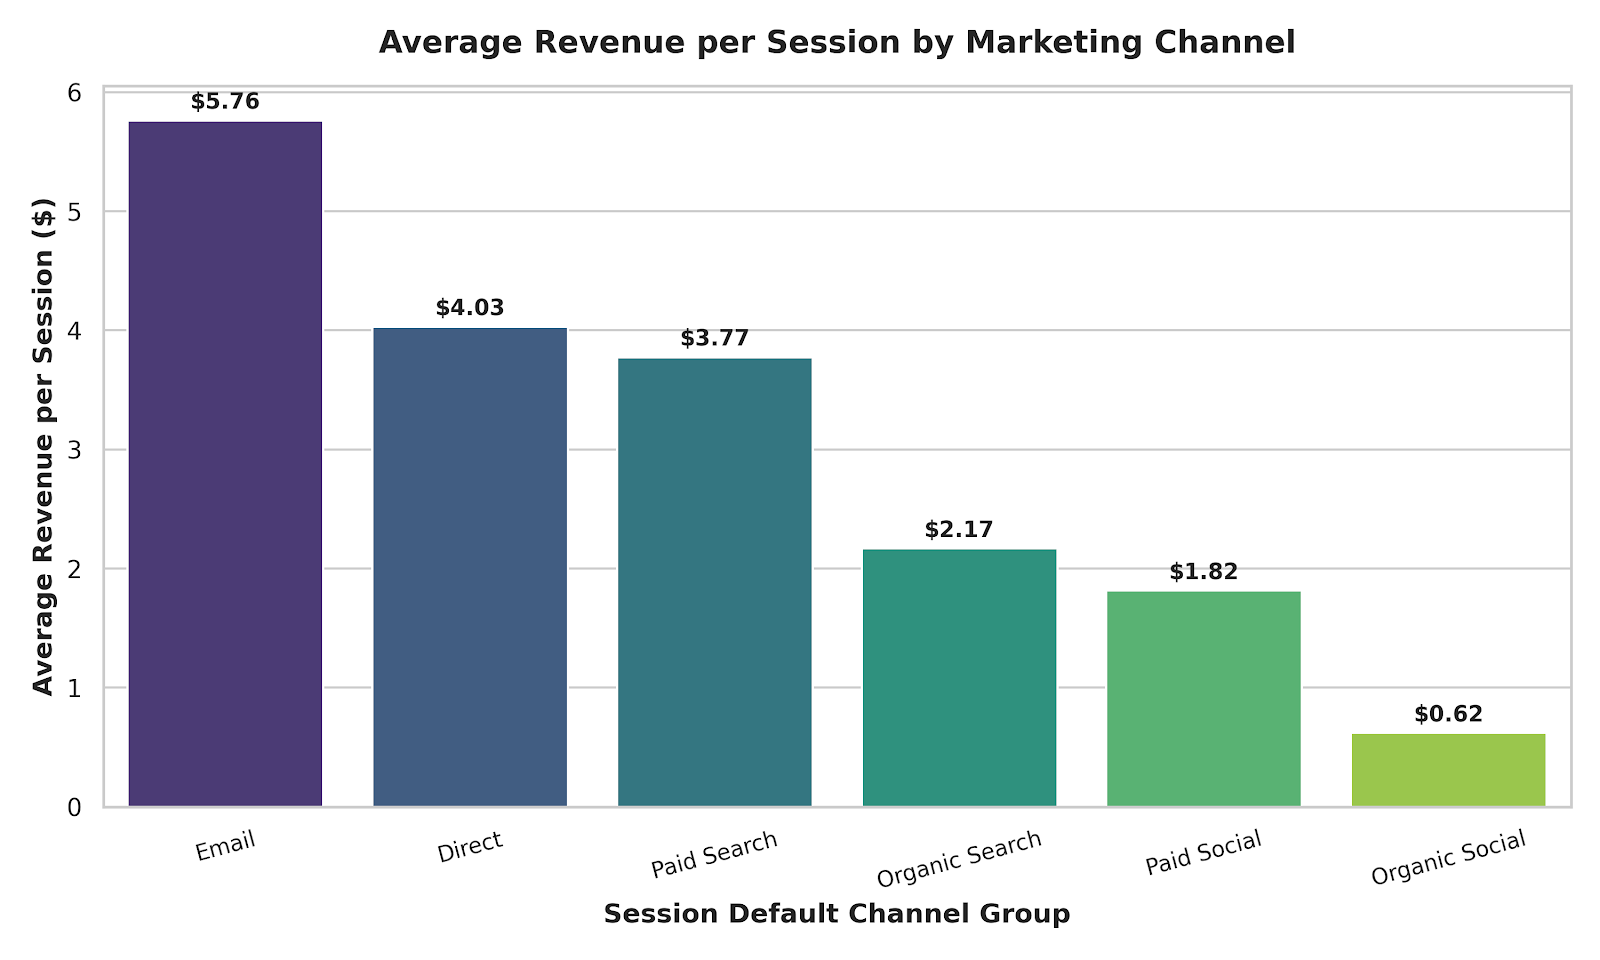 Average Revenue per Session by Marketing Channel
Average Revenue per Session ($)
6
5
4
3
2
1
0
$5.76
$4.03
$3.77
$2.17
$1.82
$0.62
Email
Direct
Paid Search
Organic Search
Paid Social
Organic Social
Session Default Channel Group